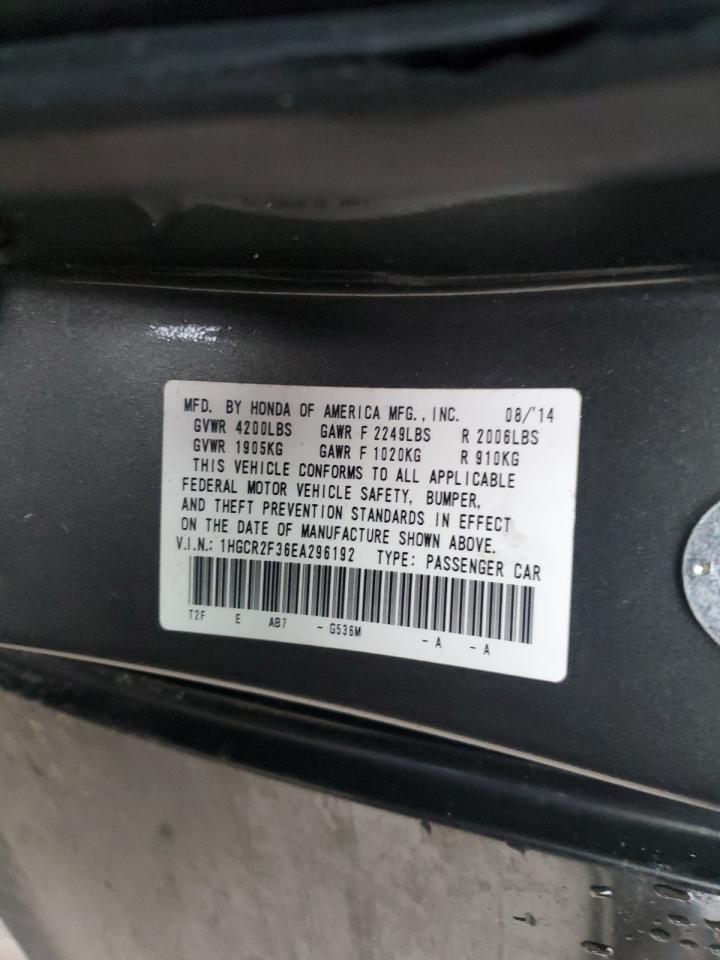 MFD. BY HONDA OF AMERICA MFG., INC. 08/'14
GVWR 4200LBS GAWR F 2249LBS R 2006LBS
GVWR 1905KG GAWR F 1020KG R 910KG
THIS VEHICLE CONFORMS TO ALL APPLICABLE
FEDERAL MOTOR VEHICLE SAFETY, BUMPER,
AND THEFT PREVENTION STANDARDS IN EFFECT
ON THE DATE OF MANUFACTURE SHOWN ABOVE.
V.I.N.: 1HGCR2F36EA296192 TYPE: PASSENGER CAR
T2F E AB7 - G536M - A - A